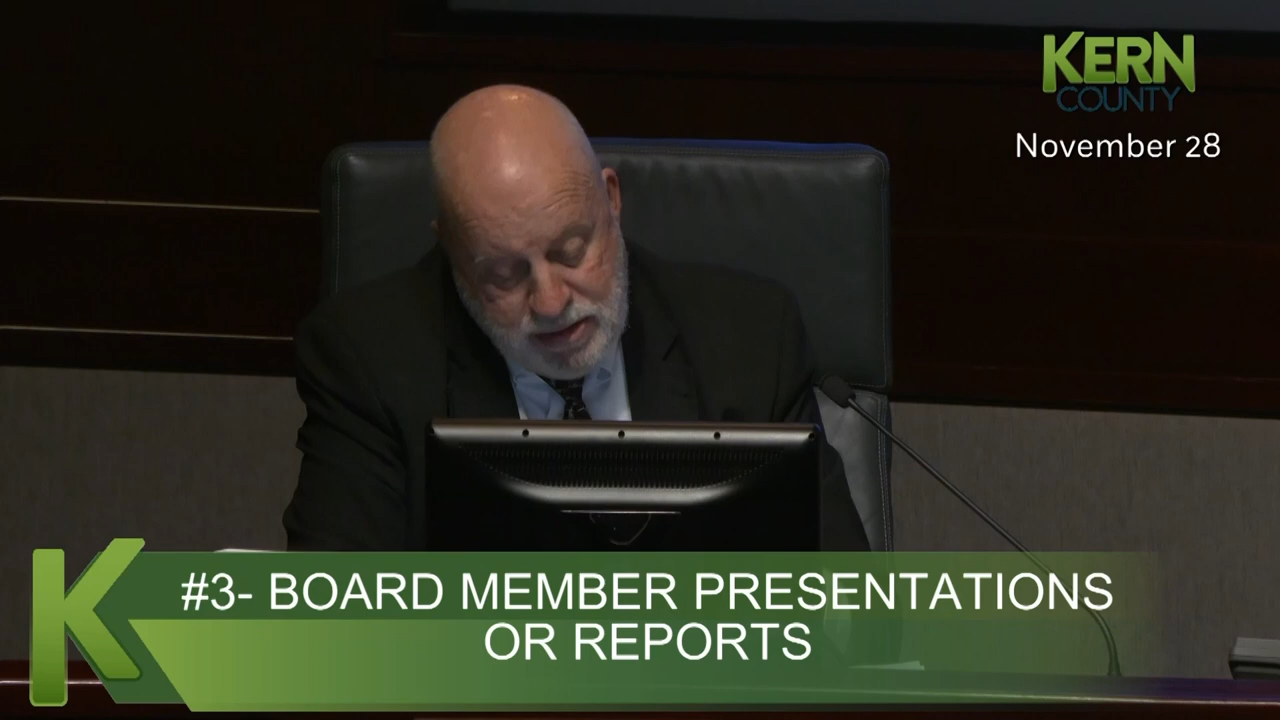 KERN
COUNTY
November 28
#3- BOARD MEMBER PRESENTATIONS
OR REPORTS